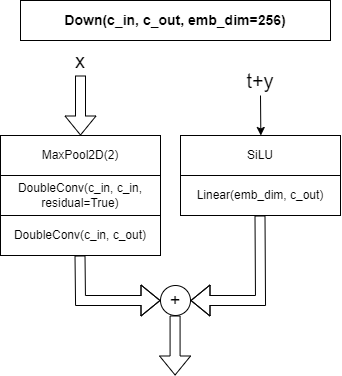 Down(c_in, c_out, emb_dim=256)
x
t+y
MaxPool2D(2)
DoubleConv(c_in, c_in,
residual=True)
DoubleConv(c_in, c_out)
SiLU
Linear(emb_dim, c_out)
+